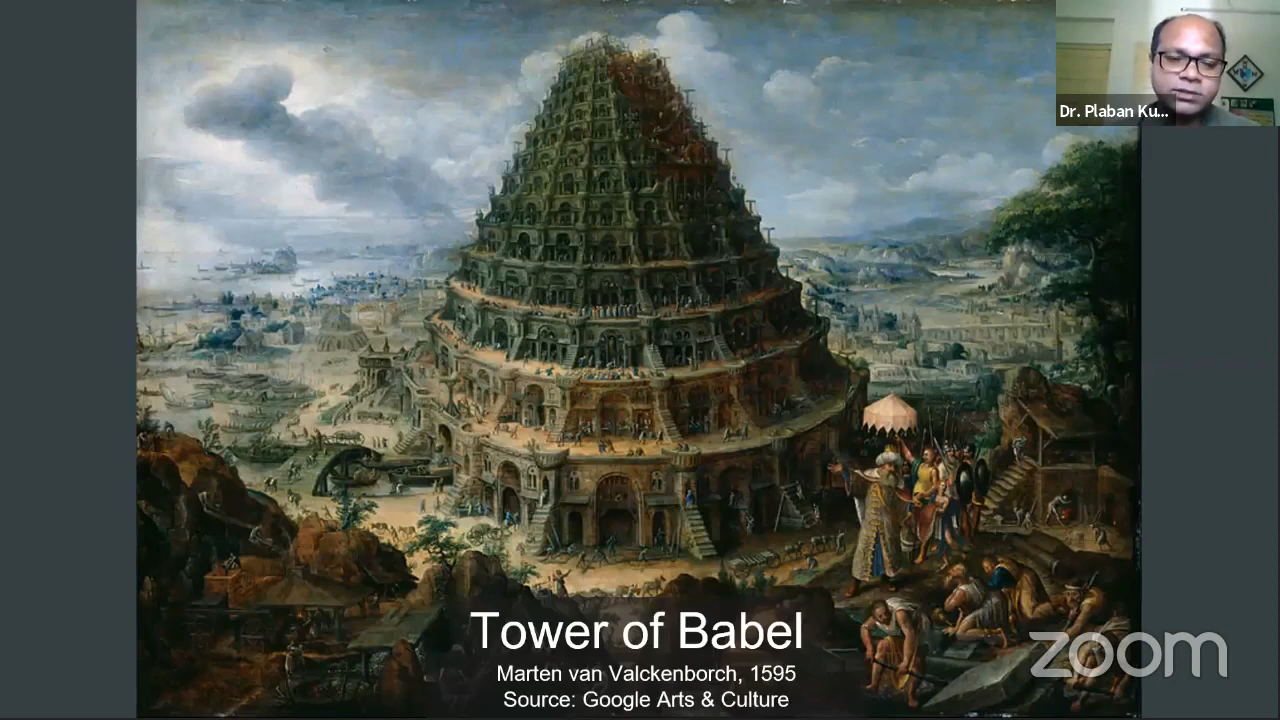 Dr. Plaban Ku...
Tower of Babel
Marten van Valckenborch, 1595
Source: Google Arts & Culture
zoom